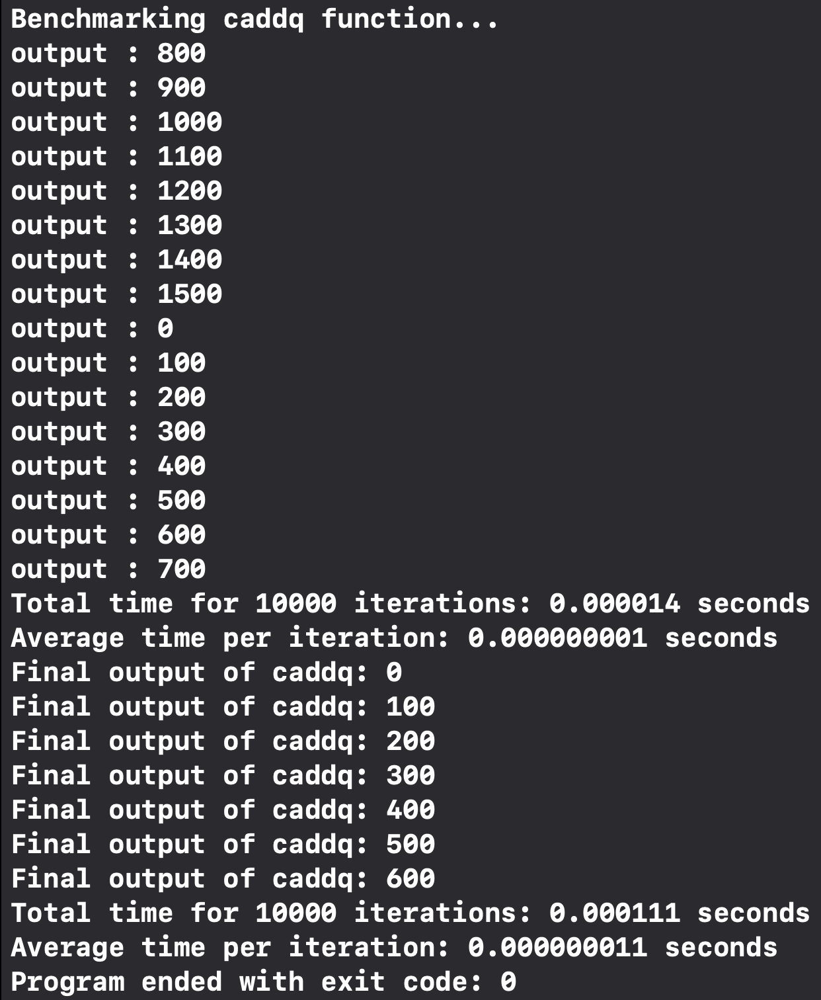 Benchmarking caddq function...
output : 800
output : 900
output : 1000
output : 1100
output : 1200
output : 1300
output : 1400
output : 1500
output : 0
output : 100
output : 200
output : 300
output : 400
output : 500
output : 600
output : 700
Total time for 10000 iterations: 0.000014 seconds
Average time per iteration: 0.000000001 seconds
Final output of caddq: 0
Final output of caddq: 100
Final output of caddq: 200
Final output of caddq: 300
Final output of caddq: 400
Final output of caddq: 500
Final output of caddq: 600
Total time for 10000 iterations: 0.000111 seconds
Average time per iteration: 0.000000011 seconds
Program ended with exit code: 0